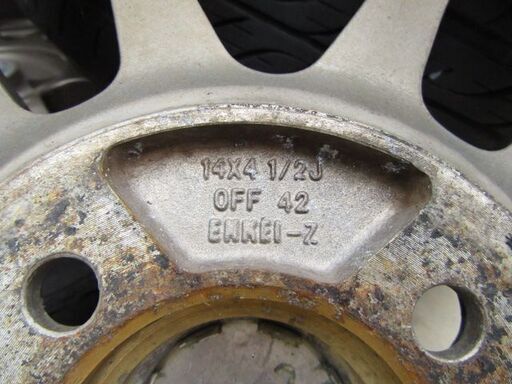 14X4 1/2J
OFF 42
ENKEI-Z